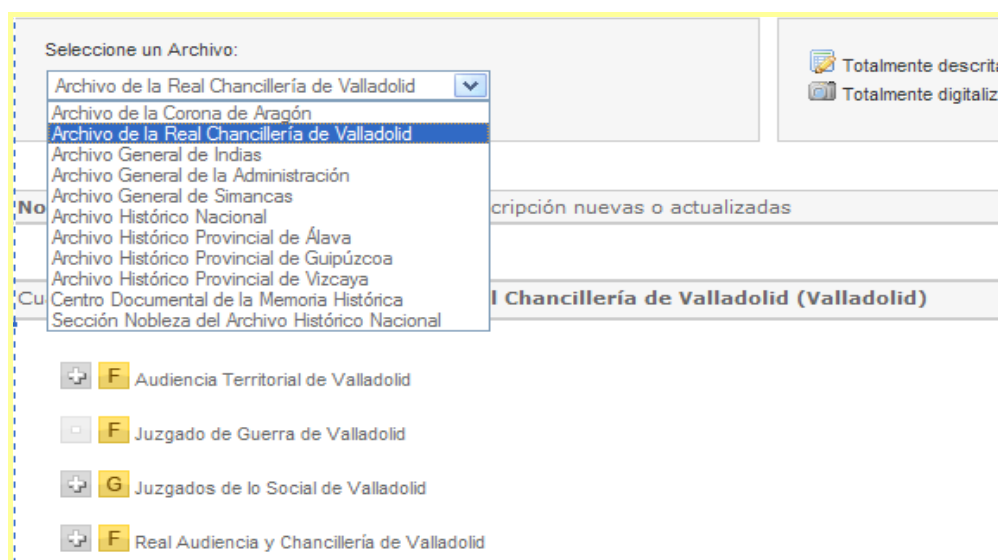 Seleccione un Archivo:
Archivo de la Real Chancillería de Valladolid
Totalmente descrita
Totalmente digitaliz
Archivo de la Corona de Aragón
Archivo de la Real Chancillería de Valladolid
Archivo General de Indias
Archivo General de la Administración
Archivo General de Simancas
No
cripción nuevas o actualizadas
Archivo Histórico Nacional
Archivo Histórico Provincial de Álava
Archivo Histórico Provincial de Guipúzcoa
Archivo Histórico Provincial de Vizcaya
Cu
Centro Documental de la Memoria Histórica
l Chancillería de Valladolid (Valladolid)
Sección Nobleza del Archivo Histórico Nacional
F Audiencia Territorial de Valladolid
F Juzgado de Guerra de Valladolid
G Juzgados de lo Social de Valladolid
F Real Audiencia y Chancillería de Valladolid